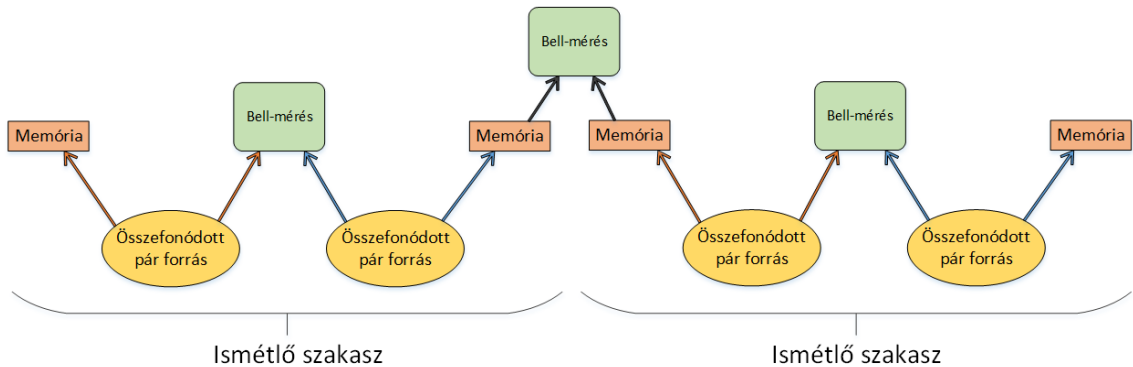 Bell-mérés
Bell-mérés
Bell-mérés
Memória
Memória
Memória
Memória
Összefonódott
pár forrás
Összefonódott
pár forrás
Összefonódott
pár forrás
Összefonódott
pár forrás
Ismétlő szakasz
Ismétlő szakasz